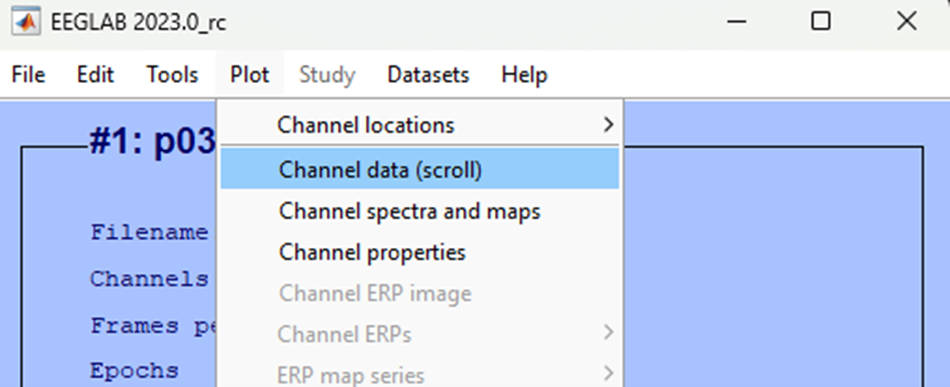 EEGLAB 2023.0_rc
File Edit Tools Plot Study Datasets Help
Channel locations
#1: p03
Channel data (scroll)
Channel spectra and maps
Filename
Channel properties
Channels
Channel ERP image
Frames pe
Channel ERPs
Epochs
ERP map series